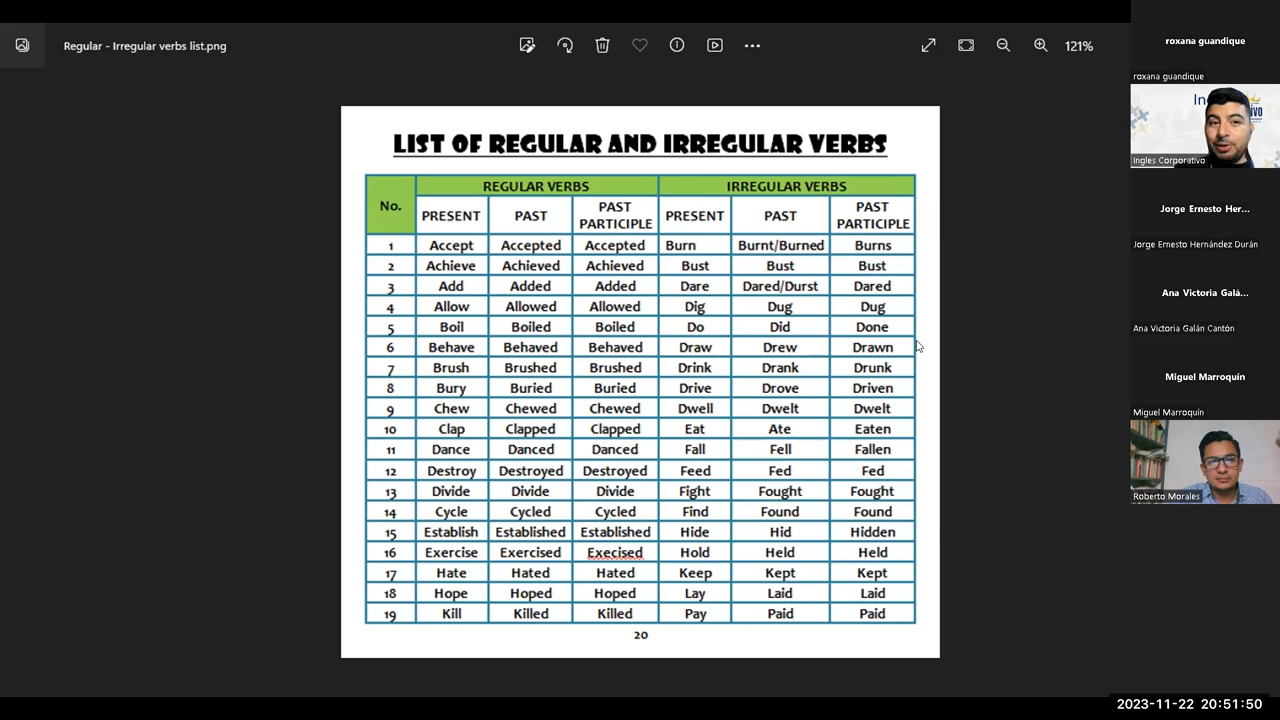 Regular - Irregular verbs list.png
121%
LIST OF REGULAR AND IRREGULAR VERBS
No. REGULAR VERBS IRREGULAR VERBS
PRESENT PAST PAST PARTICIPLE PRESENT PAST PAST PARTICIPLE
1 Accept Accepted Accepted Burn Burnt/Burned Burns
2 Achieve Achieved Achieved Bust Bust Bust
3 Add Added Added Dare Dared/Durst Dared
4 Allow Allowed Allowed Dig Dug Dug
5 Boil Boiled Boiled Do Did Done
6 Behave Behaved Behaved Draw Drew Drawn
7 Brush Brushed Brushed Drink Drank Drunk
8 Bury Buried Buried Drive Drove Driven
9 Chew Chewed Chewed Dwell Dwelt Dwelt
10 Clap Clapped Clapped Eat Ate Eaten
11 Dance Danced Danced Fall Fell Fallen
12 Destroy Destroyed Destroyed Feed Fed Fed
13 Divide Divide Divide Fight Fought Fought
14 Cycle Cycled Cycled Find Found Found
15 Establish Established Established Hide Hid Hidden
16 Exercise Exercised Execised Hold Held Held
17 Hate Hated Hated Keep Kept Kept
18 Hope Hoped Hoped Lay Laid Laid
19 Kill Killed Killed Pay Paid Paid
20
roxana guandique
roxana guandique
Ingles Corporativo
Jorge Ernesto Her...
Jorge Ernesto Hernández Durán
Ana Victoria Galá...
Ana Victoria Galán Cantón
Miguel Marroquín
Miguel Marroquín
Roberto Morales
2023-11-22 20:51:50